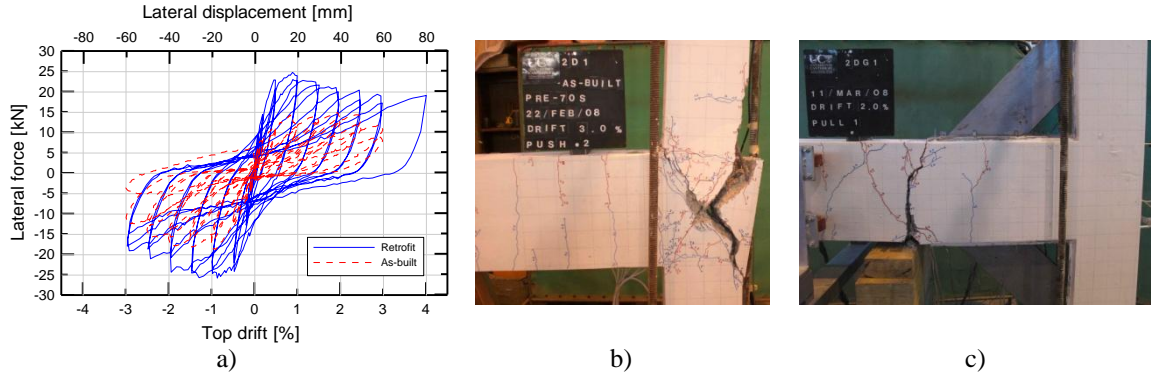 Lateral displacement [mm]
-80 -60 -40 -20 0 20 40 60 80
30
25
20
15
10
5
0
-5
-10
-15
-20
-25
-30
Lateral force [kN]
Retrofit
As-built
-4 -3 -2 -1 0 1 2 3 4
Top drift [%]
a)
2D1
AS-BUILT
PRE-70S
22/FEB/08
DRIFT 3.0%
PUSH 2
b)
2DG1
11/MAR/08
DRIFT 2.0%
PULL 1
c)